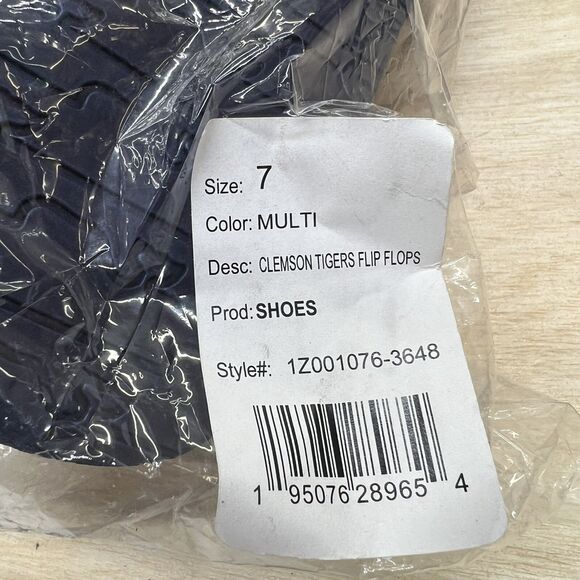 Size: 7
Color: MULTI
Desc: CLEMSON TIGERS FLIP FLOPS
Prod: SHOES
Style#: 1Z001076-3648
1 95076 28965 4